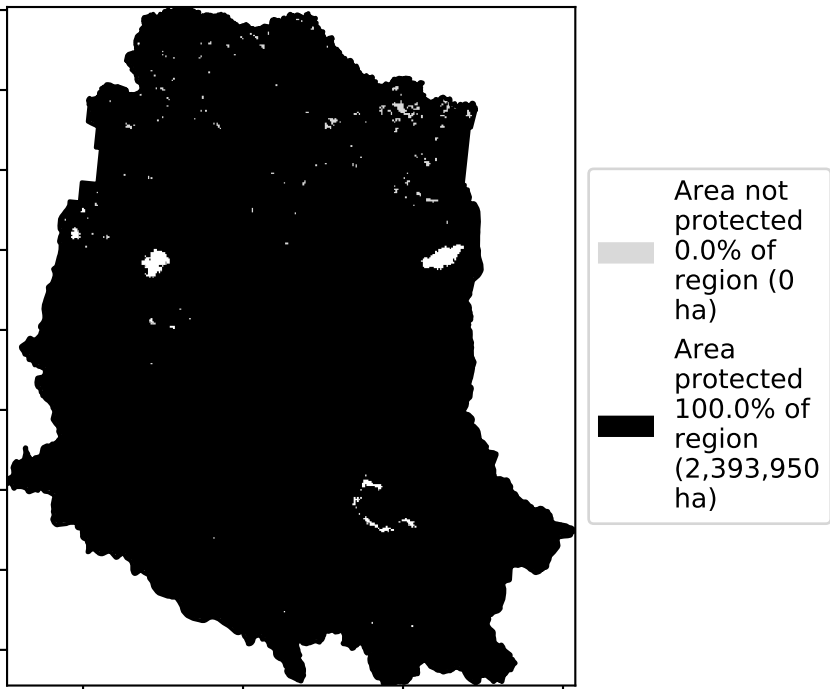 Area not
protected
0.0% of
region (0
ha)
Area
protected
100.0% of
region
(2,393,950
ha)